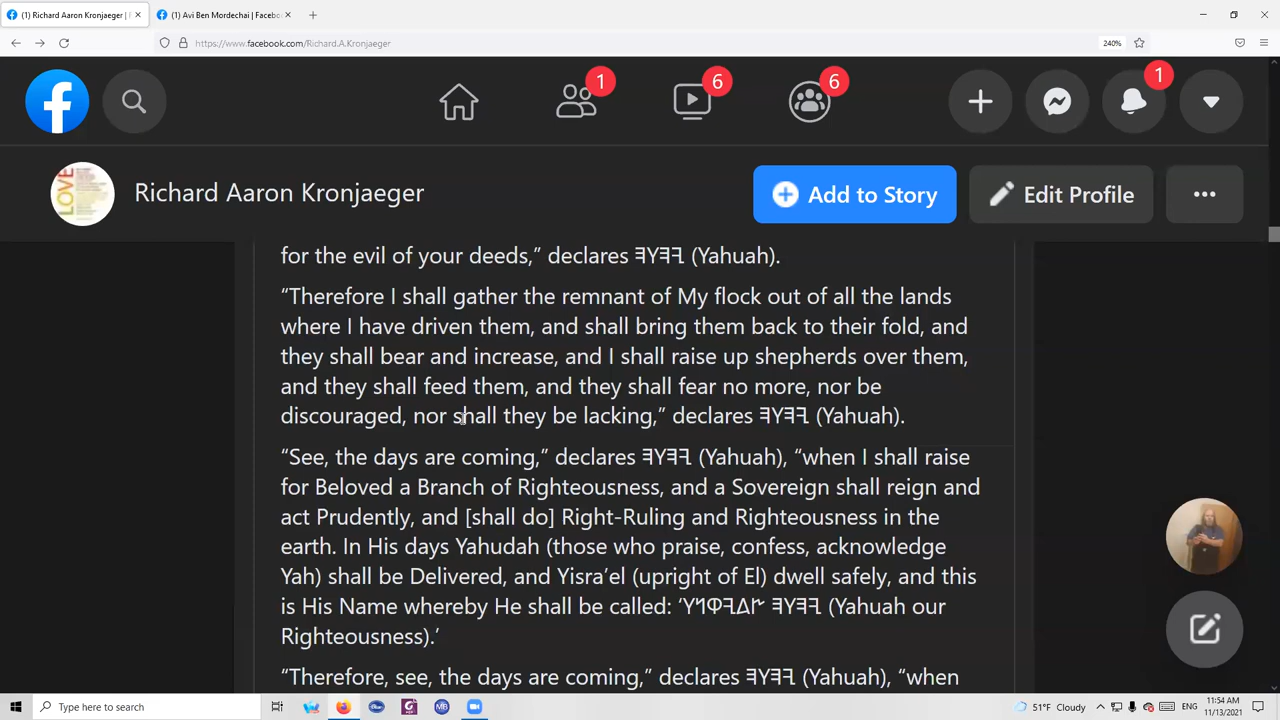 (1) Richard Aaron Kronjaeger | F
(1) Avi Ben Mordechai | Facebo
https://www.facebook.com/Richard.A.Kronjaeger
240%
1
6
6
1
LOVE
Richard Aaron Kronjaeger
Add to Story
Edit Profile
for the evil of your deeds,” declares 𐤄𐤅𐤄𐤉 (Yahuah).
“Therefore I shall gather the remnant of My flock out of all the lands
where I have driven them, and shall bring them back to their fold, and
they shall bear and increase, and I shall raise up shepherds over them,
and they shall feed them, and they shall fear no more, nor be
discouraged, nor shall they be lacking,” declares 𐤄𐤅𐤄𐤉 (Yahuah).
“See, the days are coming,” declares 𐤄𐤅𐤄𐤉 (Yahuah), “when I shall raise
for Beloved a Branch of Righteousness, and a Sovereign shall reign and
act Prudently, and [shall do] Right-Ruling and Righteousness in the
earth. In His days Yahudah (those who praise, confess, acknowledge
Yah) shall be Delivered, and Yisra’el (upright of El) dwell safely, and this
is His Name whereby He shall be called: ‘ (Yahuah our
Righteousness).’
“Therefore, see, the days are coming,” declares 𐤄𐤅𐤄𐤉 (Yahuah), “when
Type here to search
MB
51°F Cloudy
ENG
11:54 AM
11/13/2021